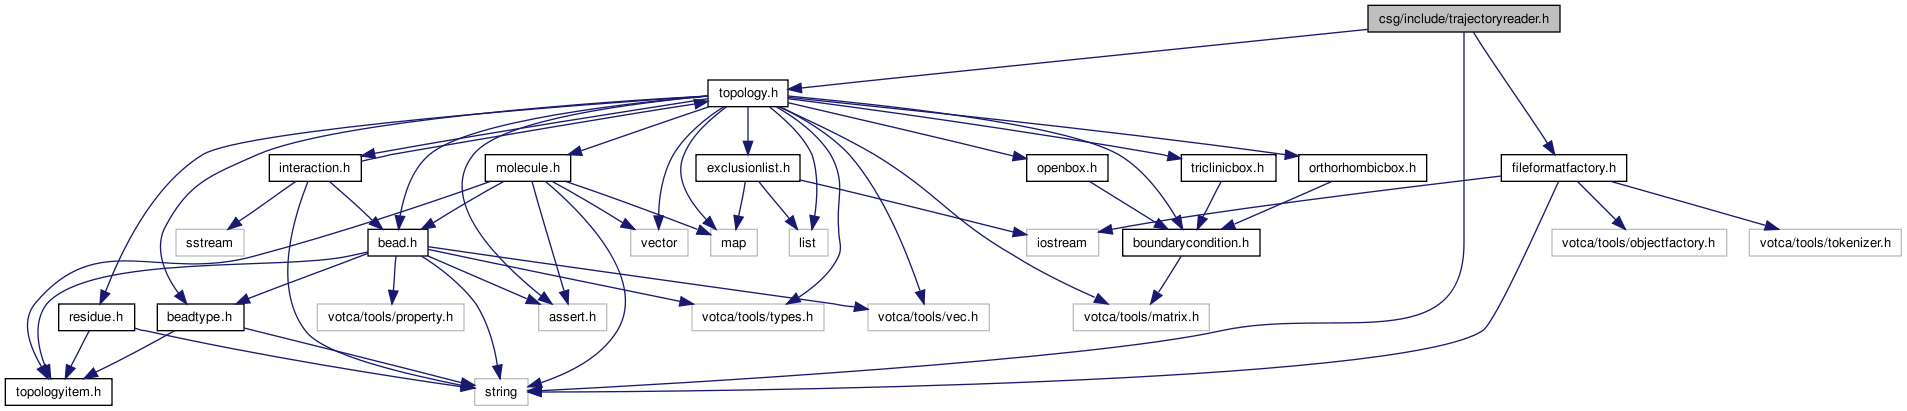 csg/include/trajectoryreader.h
topology.h
interaction.h
molecule.h
exclusionlist.h
openbox.h
triclinicbox.h
orthorhombicbox.h
fileformatfactory.h
sstream
bead.h
vector
map
list
iostream
boundarycondition.h
votca/tools/objectfactory.h
votca/tools/tokenizer.h
residue.h
beadtype.h
votca/tools/property.h
assert.h
votca/tools/types.h
votca/tools/vec.h
votca/tools/matrix.h
topologyitem.h
string